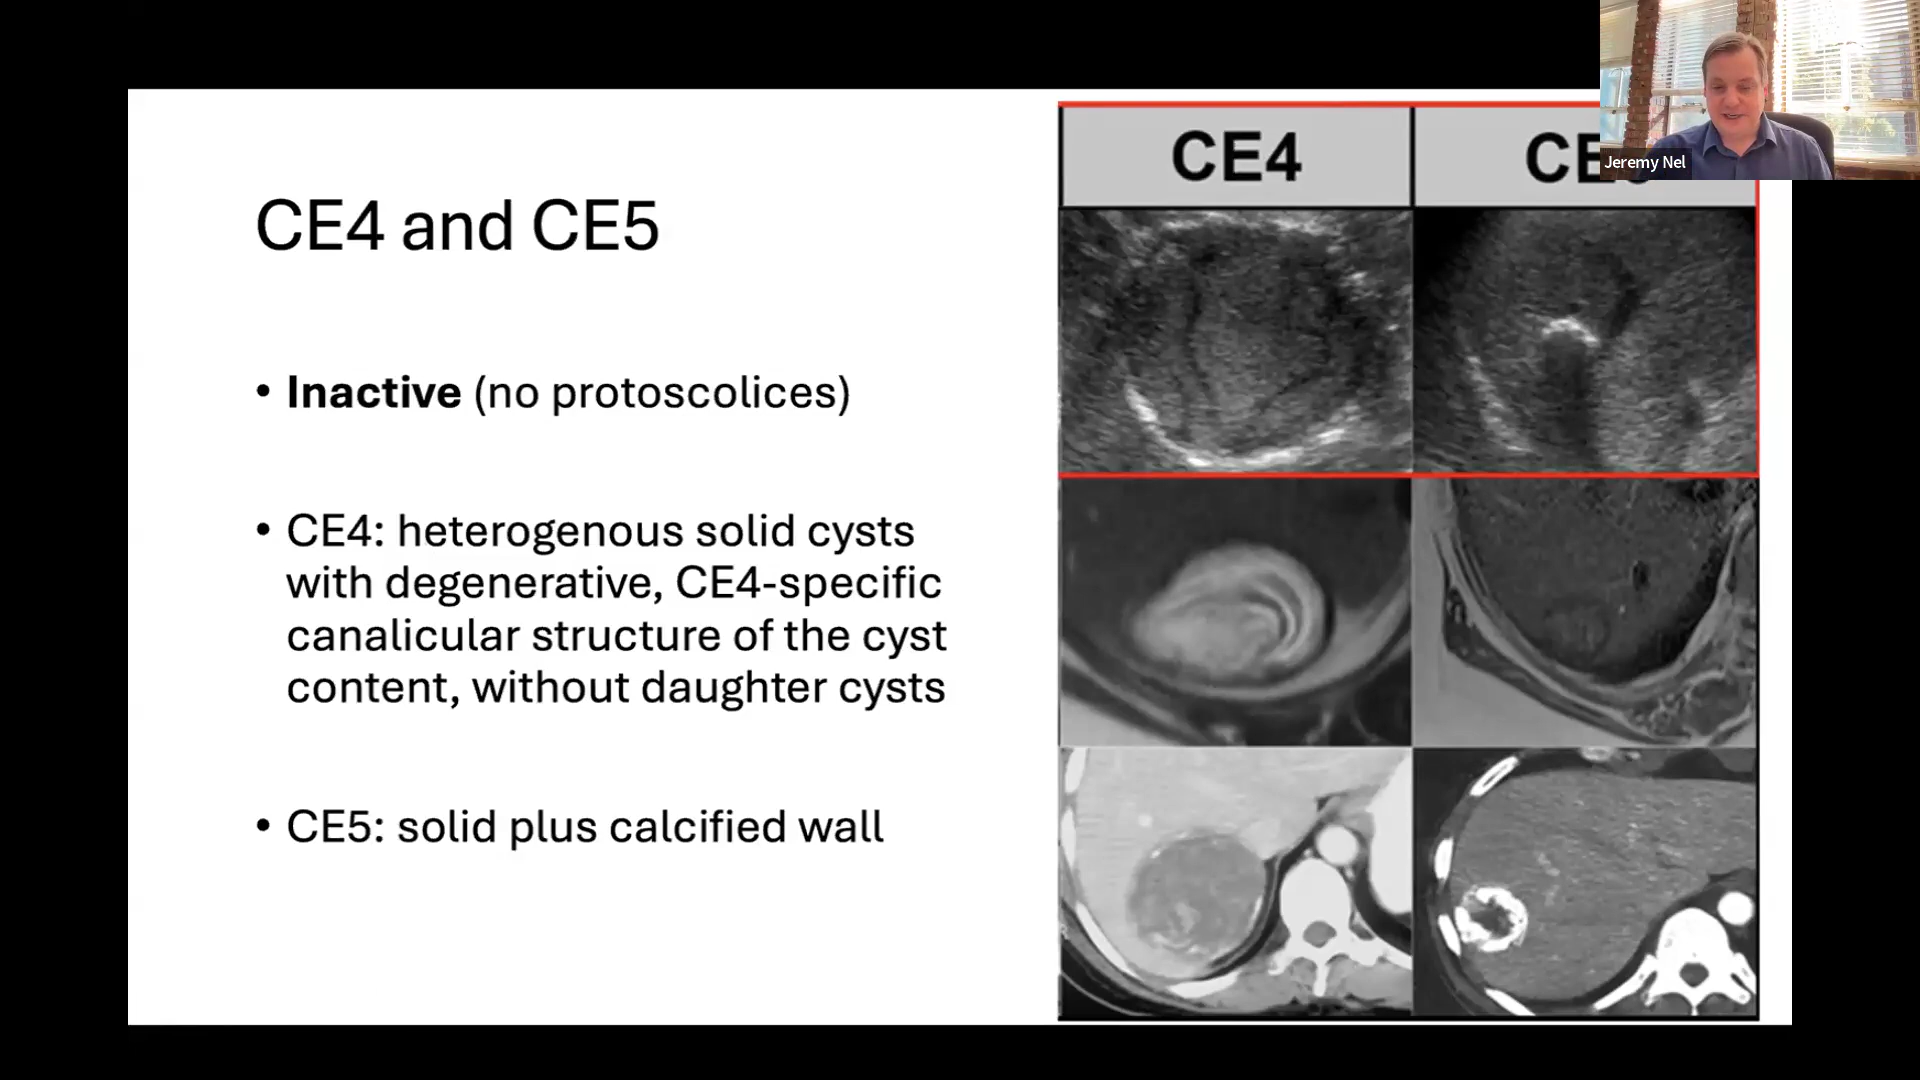 CE4 and CE5
• Inactive (no protoscolices)
• CE4: heterogenous solid cysts
with degenerative, CE4-specific
canalicular structure of the cyst
content, without daughter cysts
• CE5: solid plus calcified wall
CE4
CE
Jeremy Nel